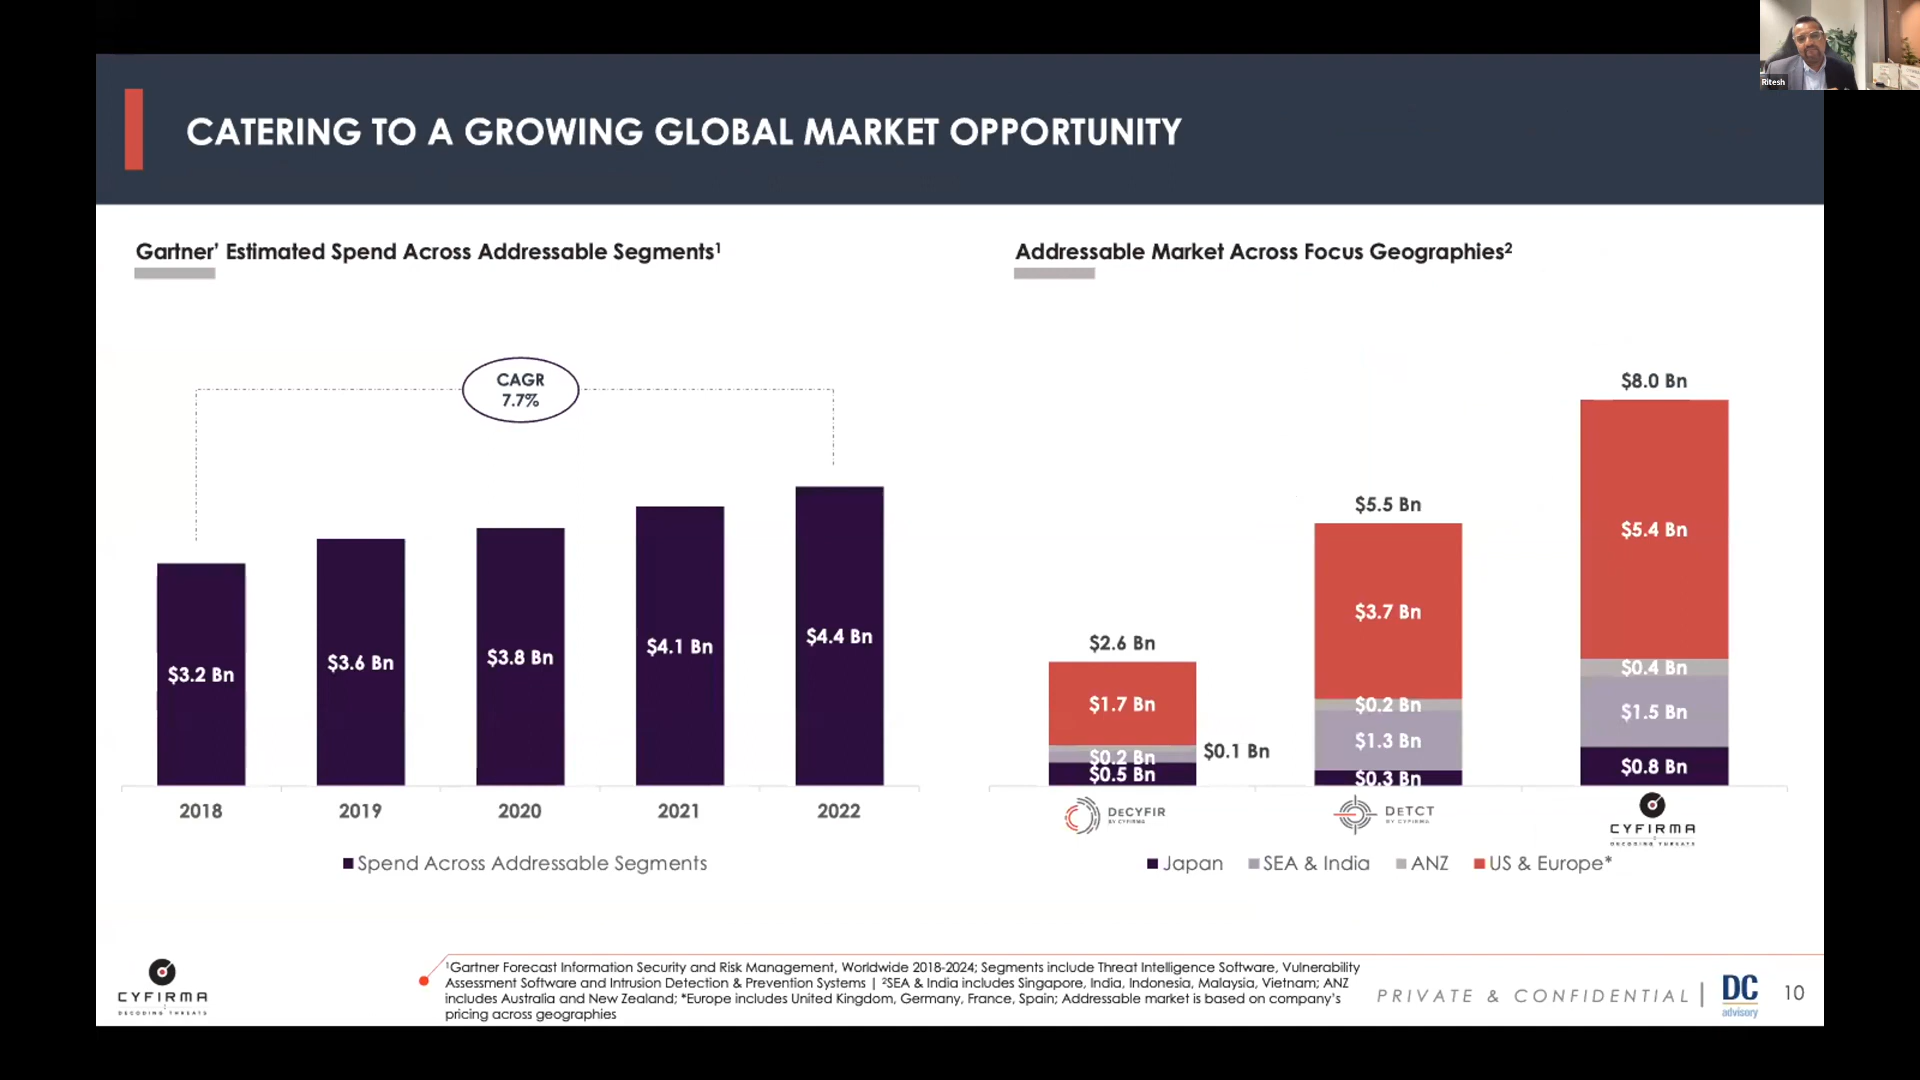 Ritesh
CATERING TO A GROWING GLOBAL MARKET OPPORTUNITY
Gartner’ Estimated Spend Across Addressable Segments¹
CAGR
7.7%
$3.2 Bn
$3.6 Bn
$3.8 Bn
$4.1 Bn
$4.4 Bn
2018
2019
2020
2021
2022
Spend Across Addressable Segments
Addressable Market Across Focus Geographies²
$2.6 Bn
$1.7 Bn
$0.1 Bn
$0.2 Bn
$0.5 Bn
$5.5 Bn
$3.7 Bn
$0.2 Bn
$1.3 Bn
$0.3 Bn
$8.0 Bn
$5.4 Bn
$0.4 Bn
$1.5 Bn
$0.8 Bn
DECYFIR
BY CYFIRMA
DETCT
BY CYFIRMA
CYFIRMA
DECODING THREATS
Japan
SEA & India
ANZ
US & Europe*
CYFIRMA
DECODING THREATS
¹Gartner Forecast Information Security and Risk Management, Worldwide 2018-2024; Segments include Threat Intelligence Software, Vulnerability
Assessment Software and Intrusion Detection & Prevention Systems | ²SEA & India includes Singapore, India, Indonesia, Malaysia, Vietnam; ANZ
includes Australia and New Zealand; *Europe includes United Kingdom, Germany, France, Spain; Addressable market is based on company’s
pricing across geographies
PRIVATE & CONFIDENTIAL |
DC
advisory
10